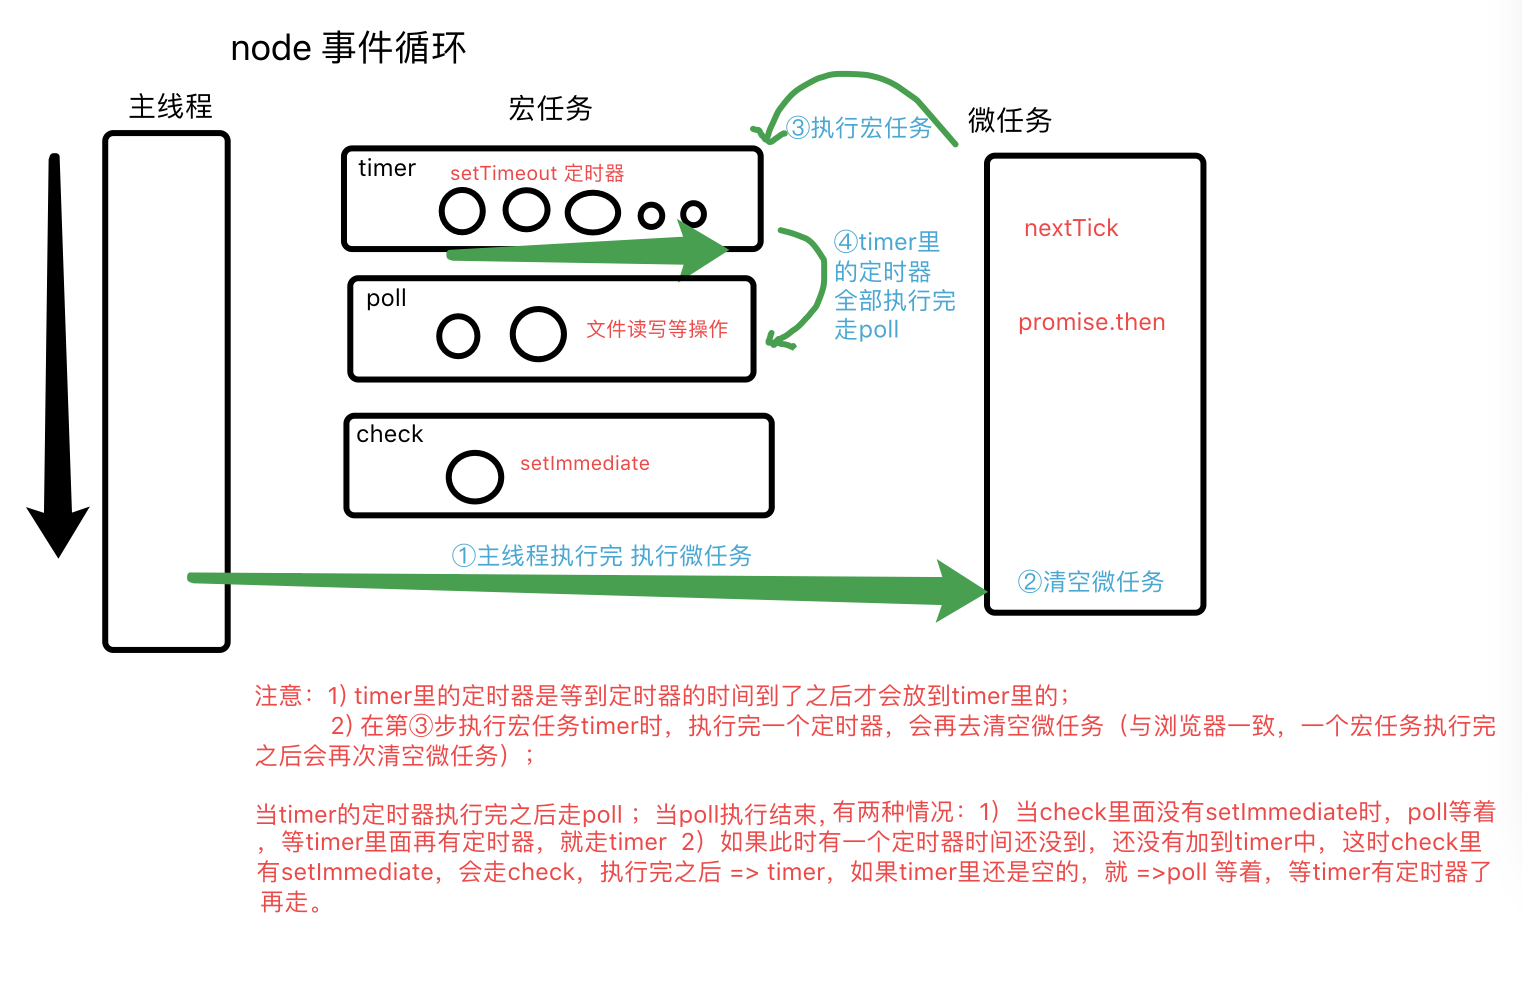 node 事件循环
主线程
宏任务
微任务
③执行宏任务
timer
setTimeout 定时器
nextTick
④timer里
的定时器
全部执行完
走poll
poll
文件读写等操作
promise.then
check
setImmediate
①主线程执行完 执行微任务
②清空微任务
注意：1) timer里的定时器是等到定时器的时间到了之后才会放到timer里的；
2) 在第③步执行宏任务timer时，执行完一个定时器，会再去清空微任务（与浏览器一致，一个宏任务执行完
之后会再次清空微任务）；
当timer的定时器执行完之后走poll ；当poll执行结束, 有两种情况：1）当check里面没有setImmediate时，poll等着
，等timer里面再有定时器，就走timer 2）如果此时有一个定时器时间还没到，还没有加到timer中，这时check里
有setImmediate，会走check，执行完之后 => timer，如果timer里还是空的，就 =>poll 等着，等timer有定时器了
再走。